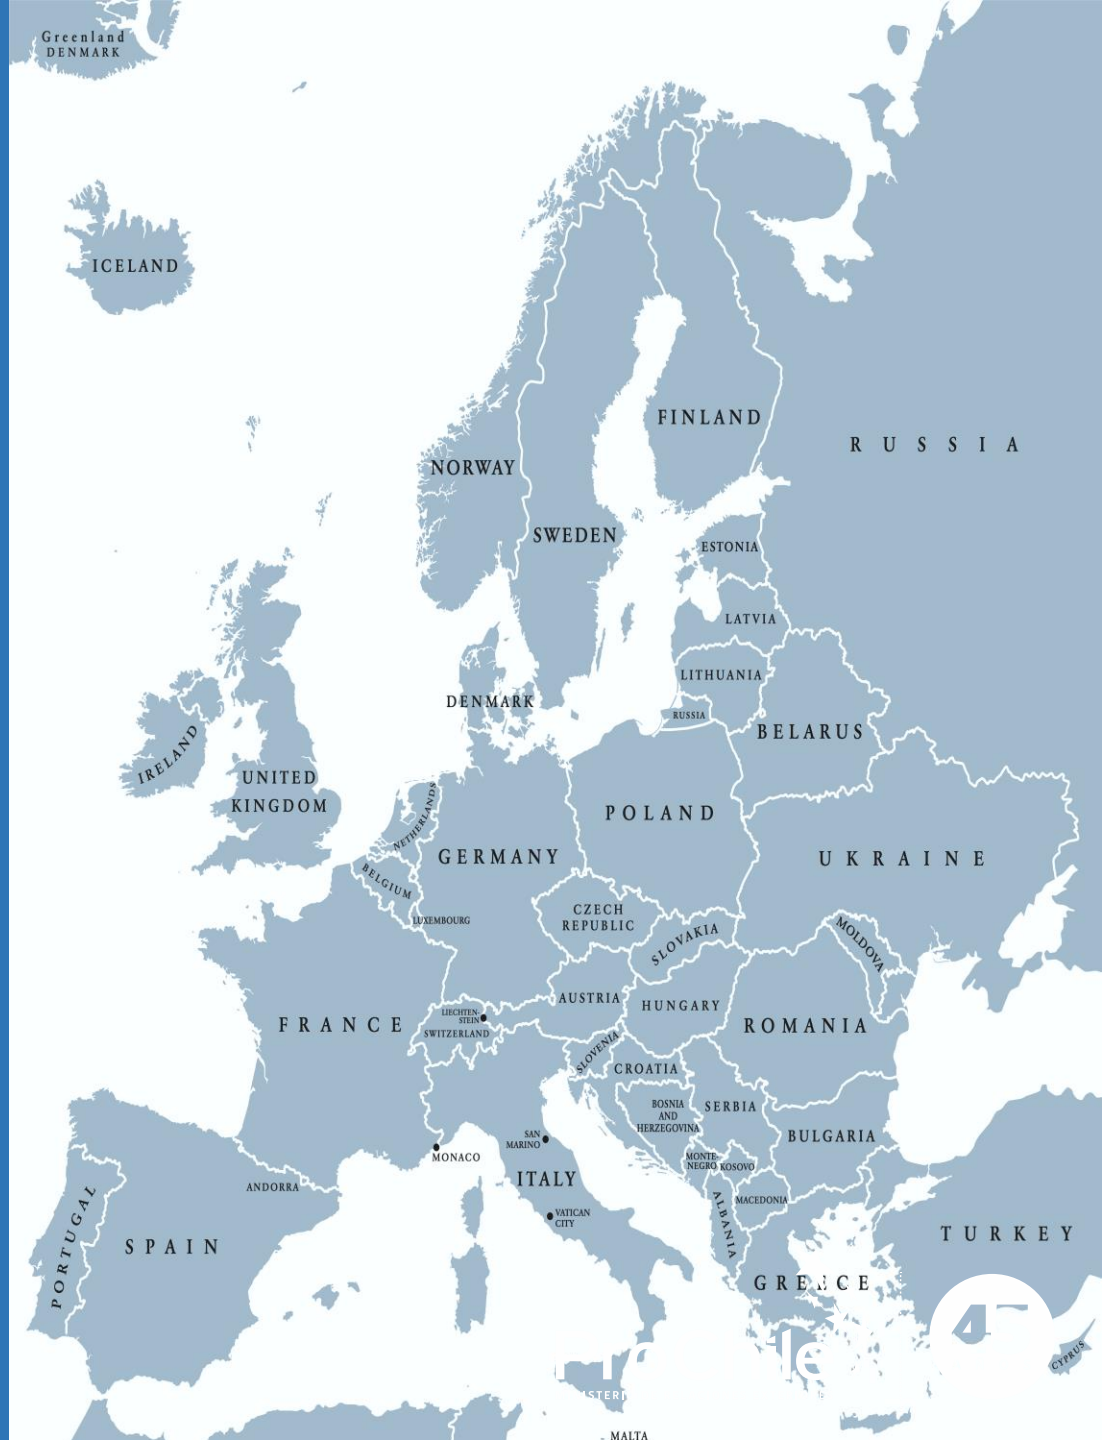 Greenland
DENMARK
ICELAND
FINLAND
RUSSIA
NORWAY
SWEDEN
ESTONIA
LATVIA
LITHUANIA
DENMARK
RUSSIA
BELARUS
IRELAND
UNITED
KINGDOM
NETHERLANDS
POLAND
GERMANY
UKRAINE
BELGIUM
LUXEMBOURG
CZECH
REPUBLIC
SLOVAKIA
MOLDOVA
AUSTRIA
HUNGARY
LIECHTEN-
STEIN
SWITZERLAND
FRANCE
ROMANIA
SLOVENIA
CROATIA
BOSNIA
AND
HERZEGOVINA
SERBIA
BULGARIA
SAN
MARINO
MONACO
MONTE-
NEGRO
KOSOVO
ITALY
ANDORRA
MACEDONIA
VATICAN
CITY
ALBANIA
PORTUGAL
SPAIN
TURKEY
GREECE
CYPRUS
MALTA